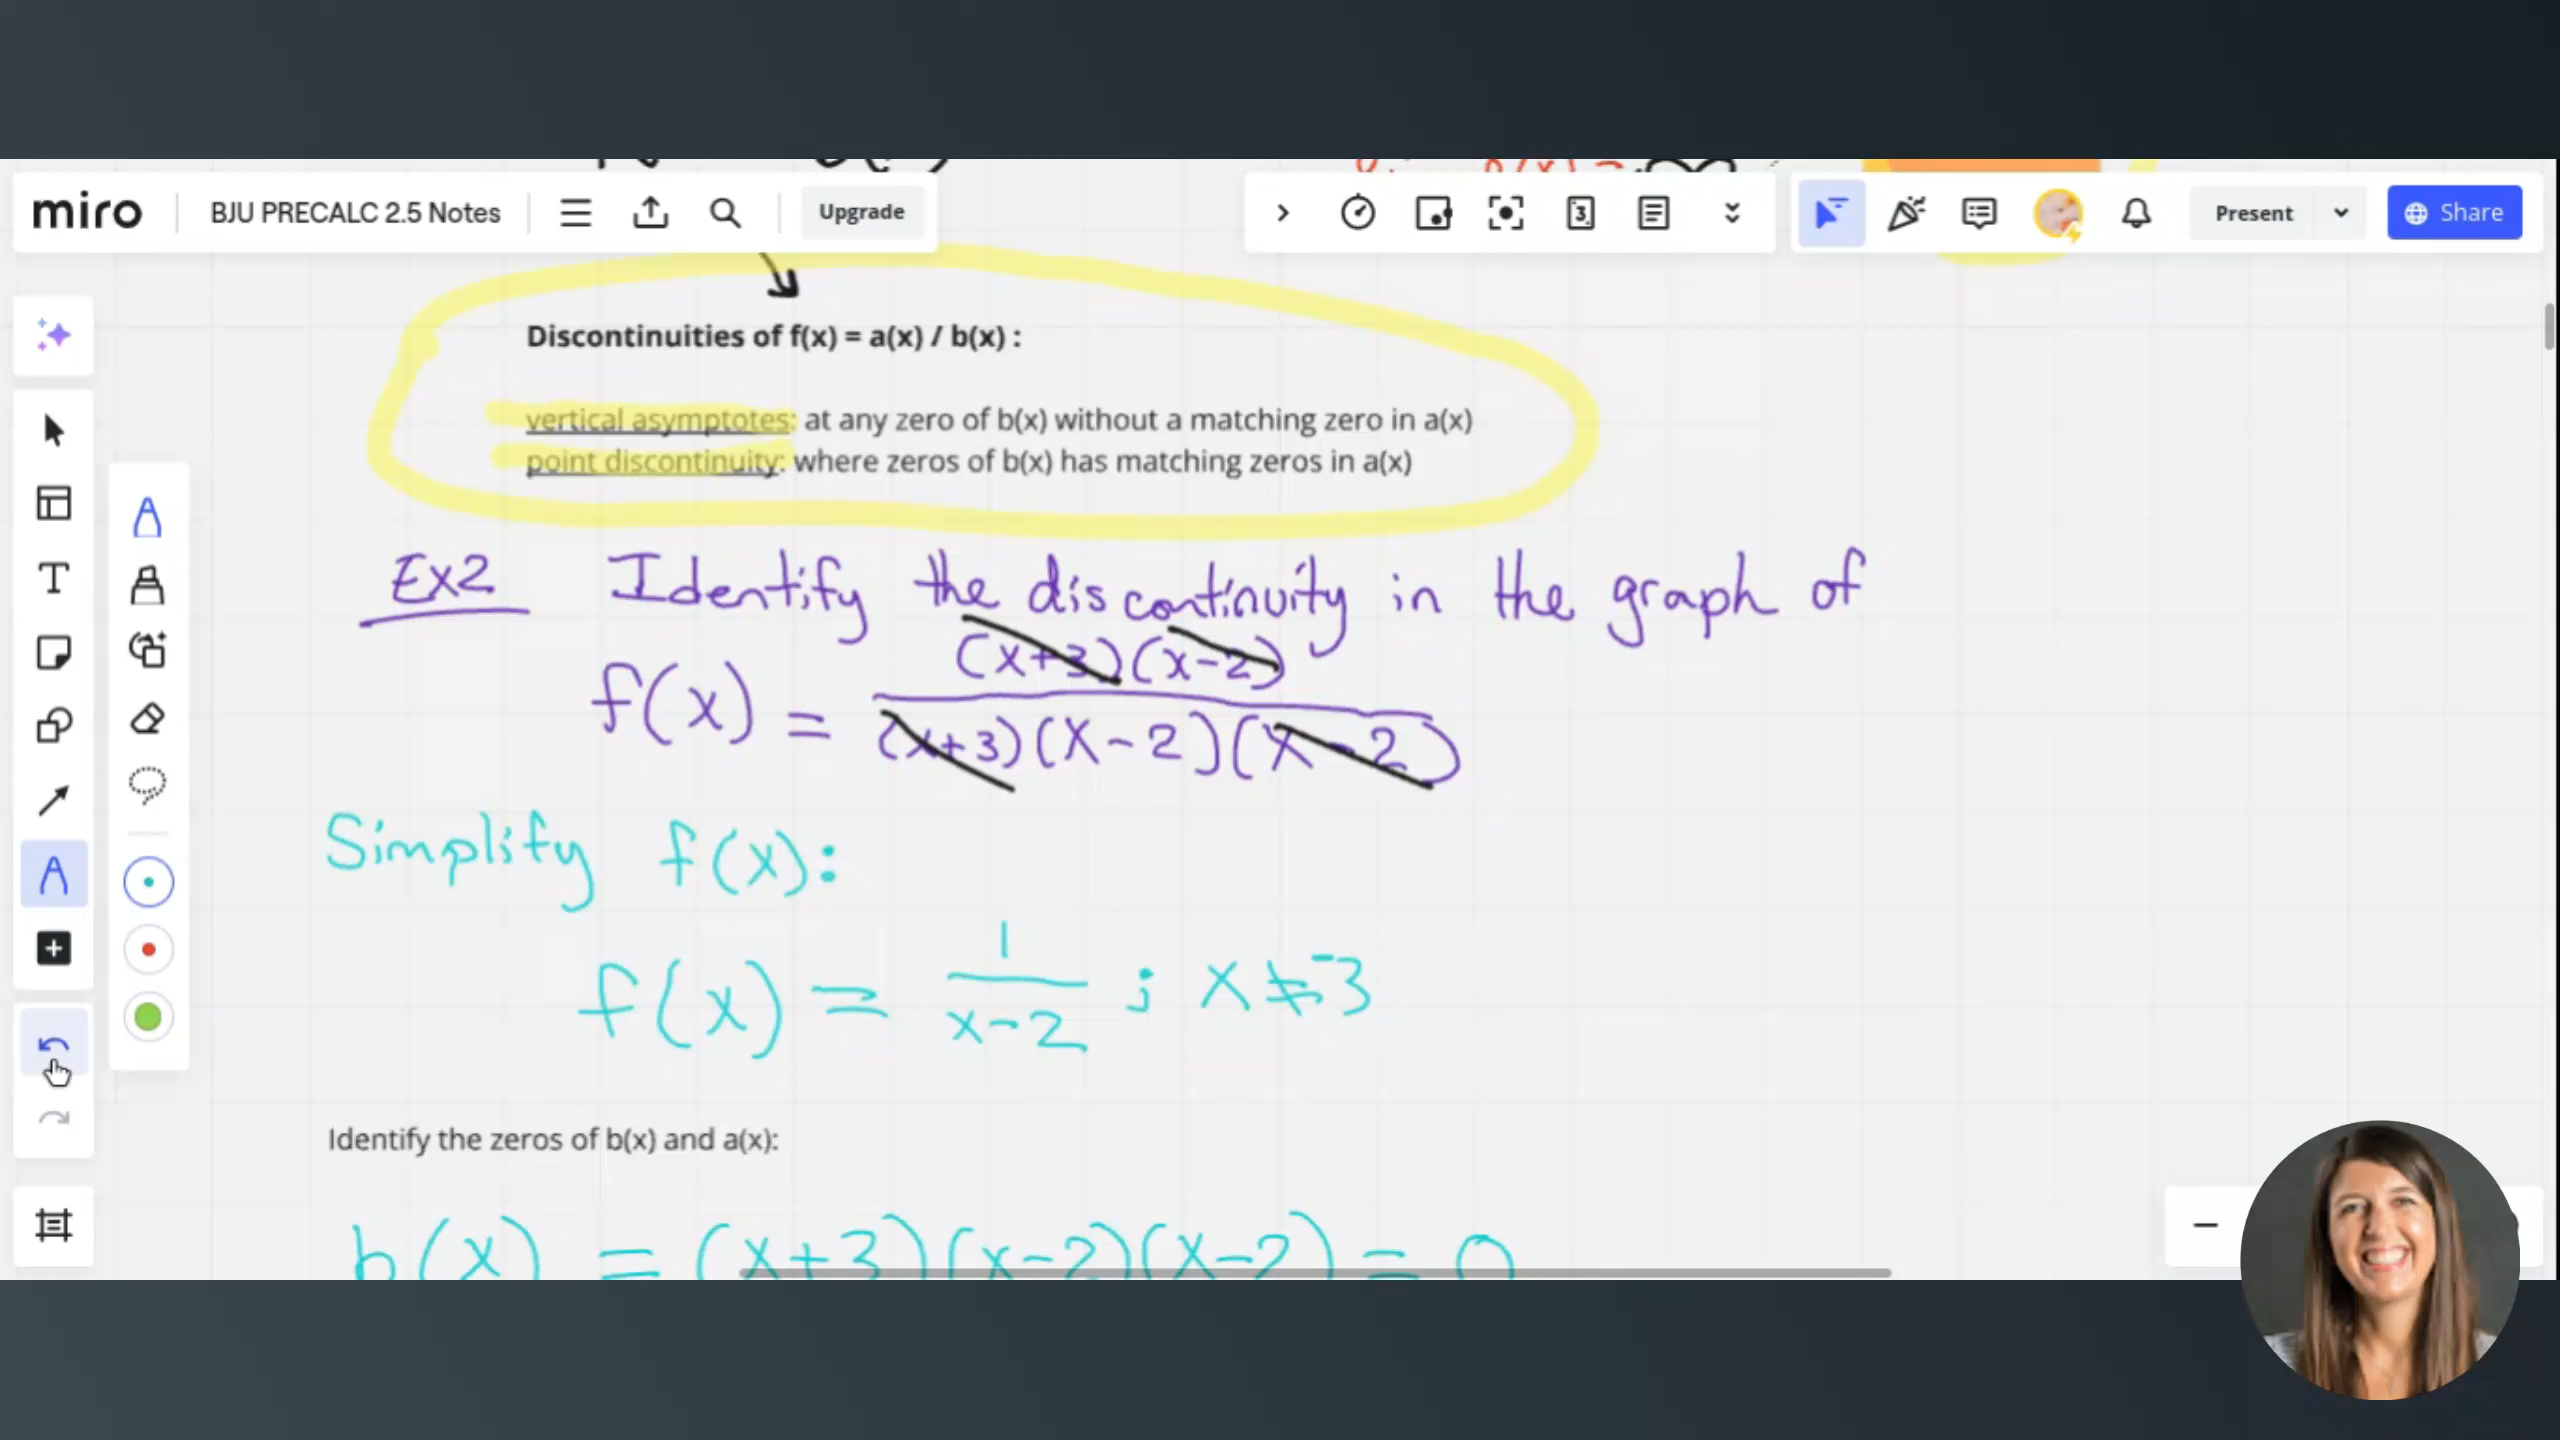 miro BJU PRECALC 2.5 Notes Upgrade 3 Present Share
Discontinuities of f(x) = a(x) / b(x) :
vertical asymptotes: at any zero of b(x) without a matching zero in a(x)
point discontinuity: where zeros of b(x) has matching zeros in a(x)
Ex2 Identify the discontinuity in the graph of
(x+3)(x-2)
f(x) =
(x+3)(x-2)(x-2)
Simplify f(x):
1
f(x) = ; x≠-3
x-2
Identify the zeros of b(x) and a(x):
b(x) = (x+3)(x-2)(x-2) = 0